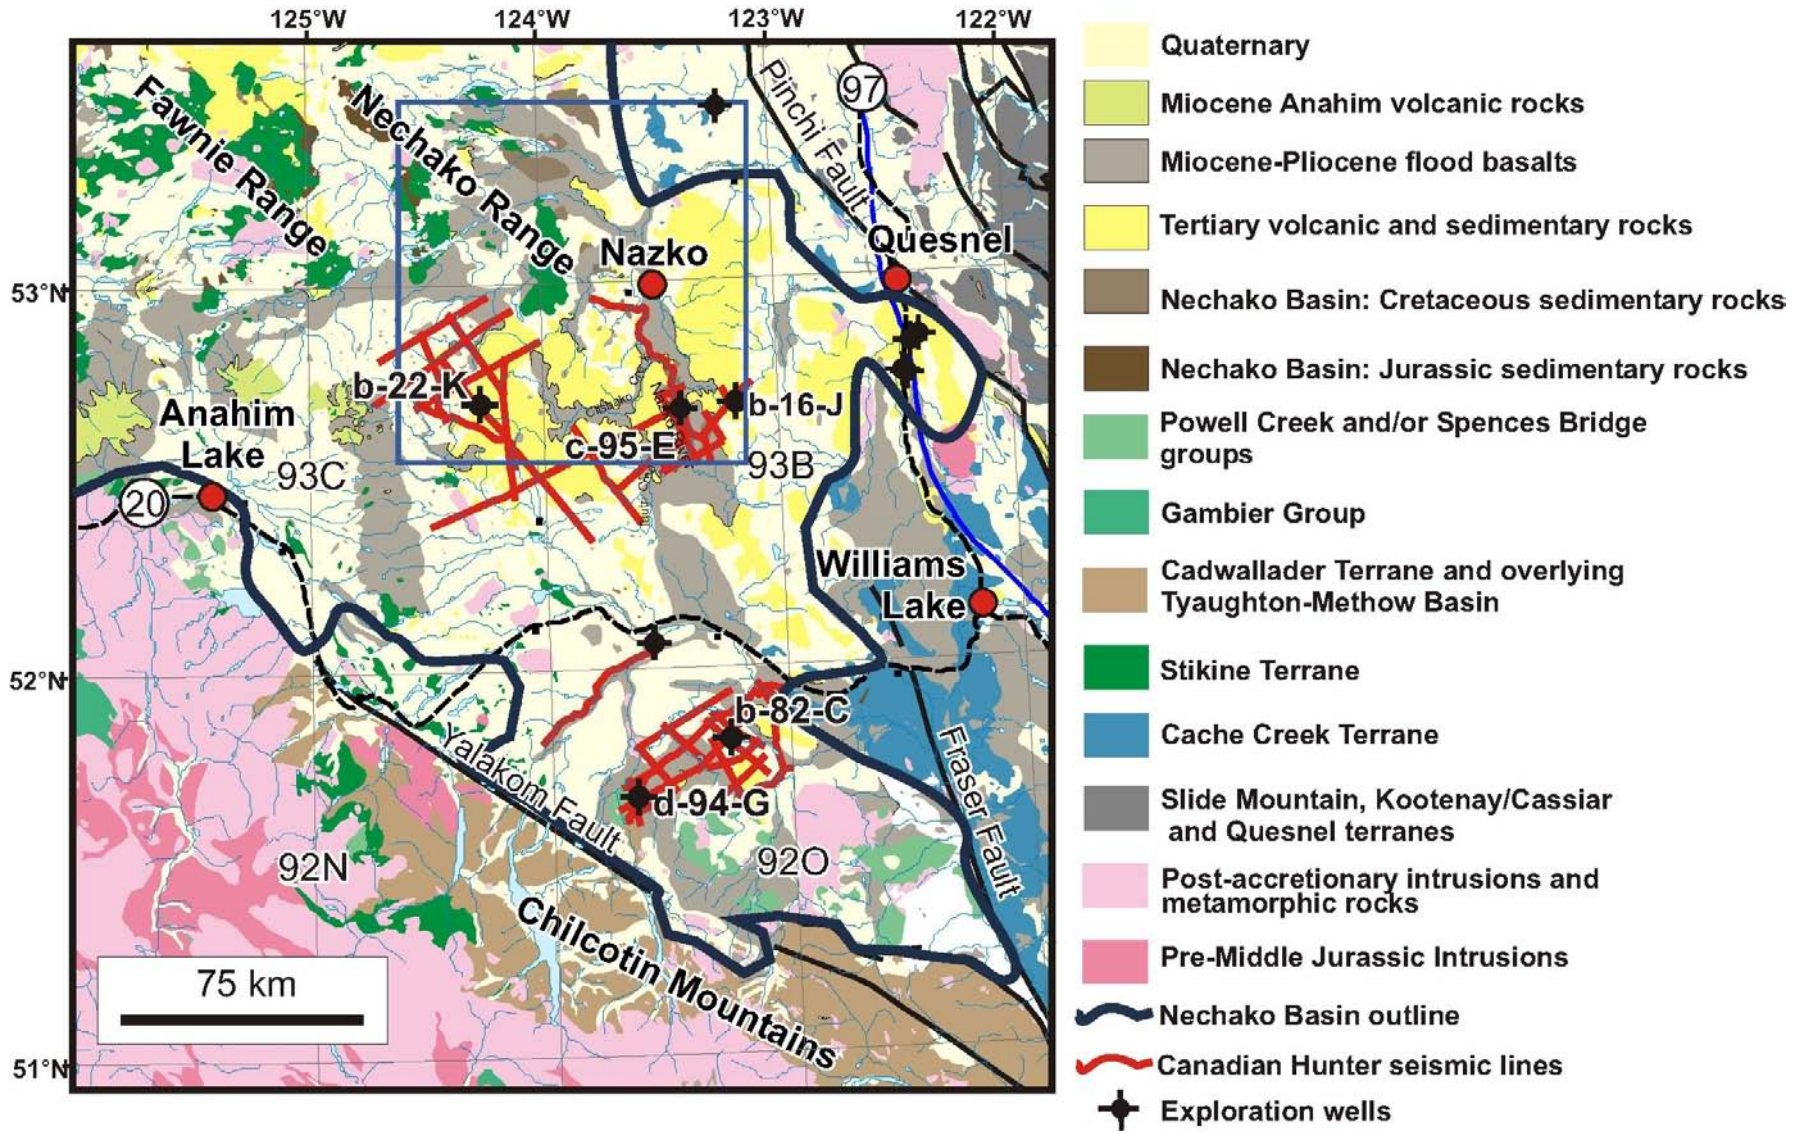 125°W
124°W
123°W
122°W
53°N
52°N
51°N
Fawnie Range
Nechako Range
Pinchi Fault
97
Nazko
Quesnel
b-22-K
b-16-J
c-95-E
Anahim
Lake
93C
93B
20
Williams
Lake
b-82-C
d-94-G
Yalakom Fault
Fraser Fault
92N
92O
Chilcotin Mountains
75 km
Quaternary
Miocene Anahim volcanic rocks
Miocene-Pliocene flood basalts
Tertiary volcanic and sedimentary rocks
Nechako Basin: Cretaceous sedimentary rocks
Nechako Basin: Jurassic sedimentary rocks
Powell Creek and/or Spences Bridge
groups
Gambier Group
Cadwallader Terrane and overlying
Tyaughton-Methow Basin
Stikine Terrane
Cache Creek Terrane
Slide Mountain, Kootenay/Cassiar
and Quesnel terranes
Post-accretionary intrusions and
metamorphic rocks
Pre-Middle Jurassic Intrusions
Nechako Basin outline
Canadian Hunter seismic lines
Exploration wells